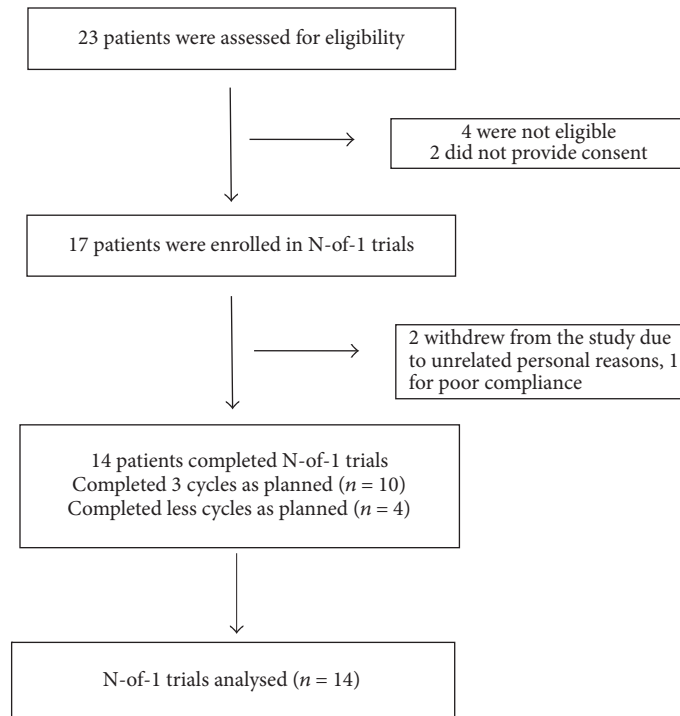 23 patients were assessed for eligibility
4 were not eligible
2 did not provide consent
17 patients were enrolled in N-of-1 trials
2 withdrew from the study due
to unrelated personal reasons, 1
for poor compliance
14 patients completed N-of-1 trials
Completed 3 cycles as planned (n = 10)
Completed less cycles as planned (n = 4)
N-of-1 trials analysed (n = 14)